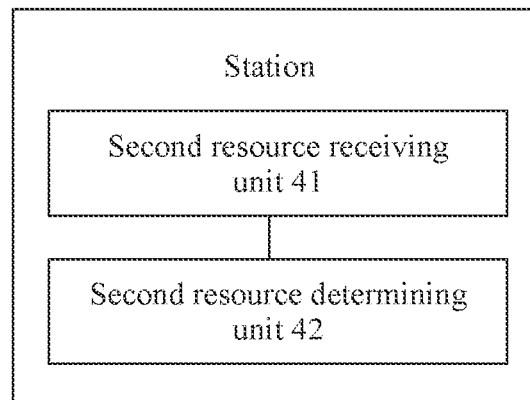 Station
Second resource receiving
unit 41
Second resource determining
unit 42